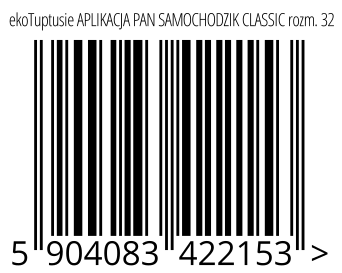 ekoTuptusie APLIKACJA PAN SAMOCHODZIK CLASSIC rozm. 32
5 904083 422153 >